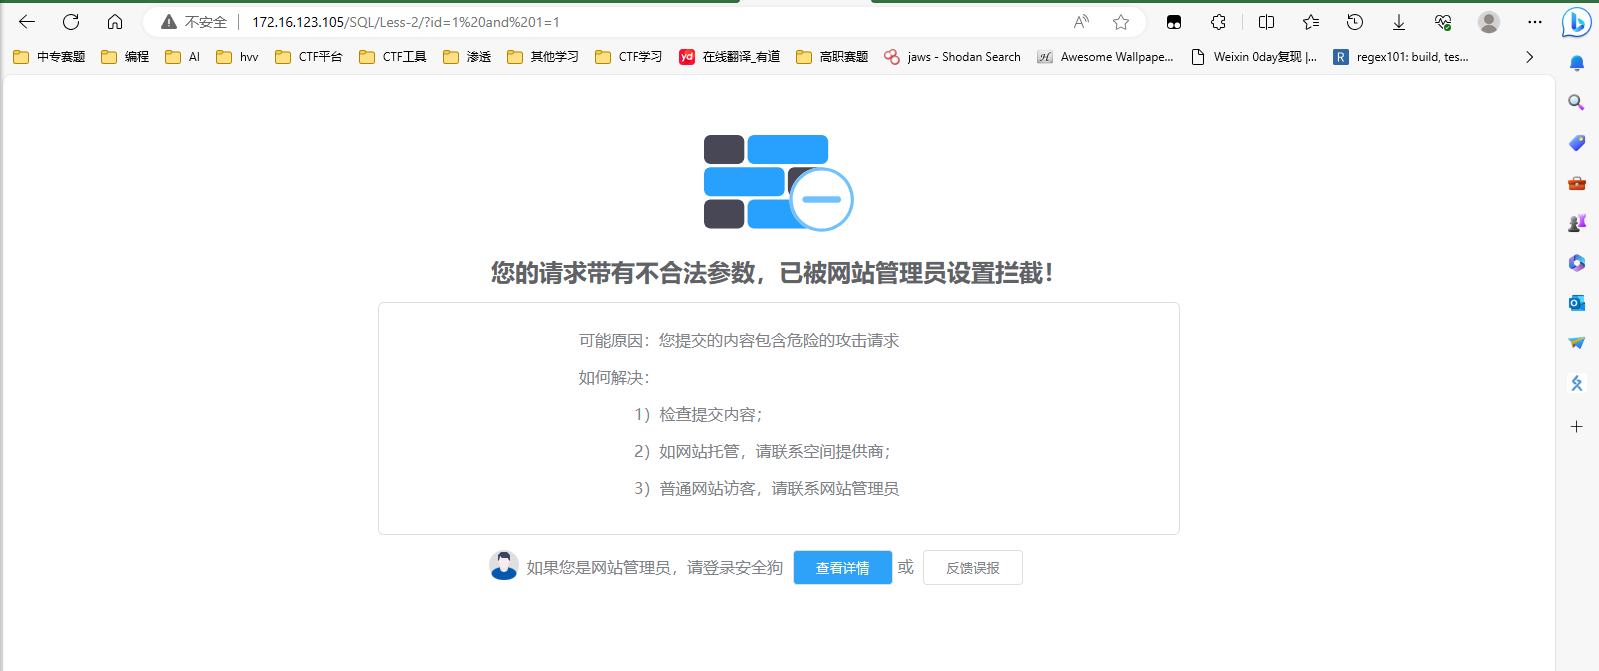 不安全 172.16.123.105/SQL/Less-2/?id=1%20and%201=1
中专赛题 编程 AI hvv CTF平台 CTF工具 渗透 其他学习 CTF学习 yd 在线翻译_有道 高职赛题 jaws - Shodan Search Awesome Wallpape... Weixin 0day复现 |... R regex101: build, tes...
您的请求带有不合法参数，已被网站管理员设置拦截！
可能原因：您提交的内容包含危险的攻击请求
如何解决：
1）检查提交内容；
2）如网站托管，请联系空间提供商；
3）普通网站访客，请联系网站管理员
如果您是网站管理员，请登录安全狗 查看详情 或 反馈误报